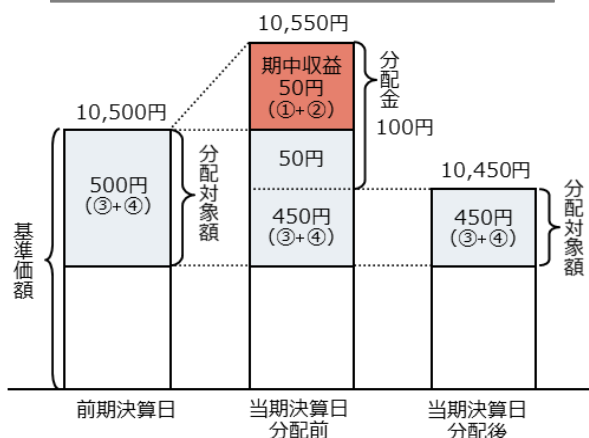 10,550円
期中収益
50円
(①+②)
分配金
100円
10,500円
500円
(③+④)
分配対象額
50円
450円
(③+④)
10,450円
450円
(③+④)
分配対象額
基準価額
前期決算日
当期決算日
分配前
当期決算日
分配後